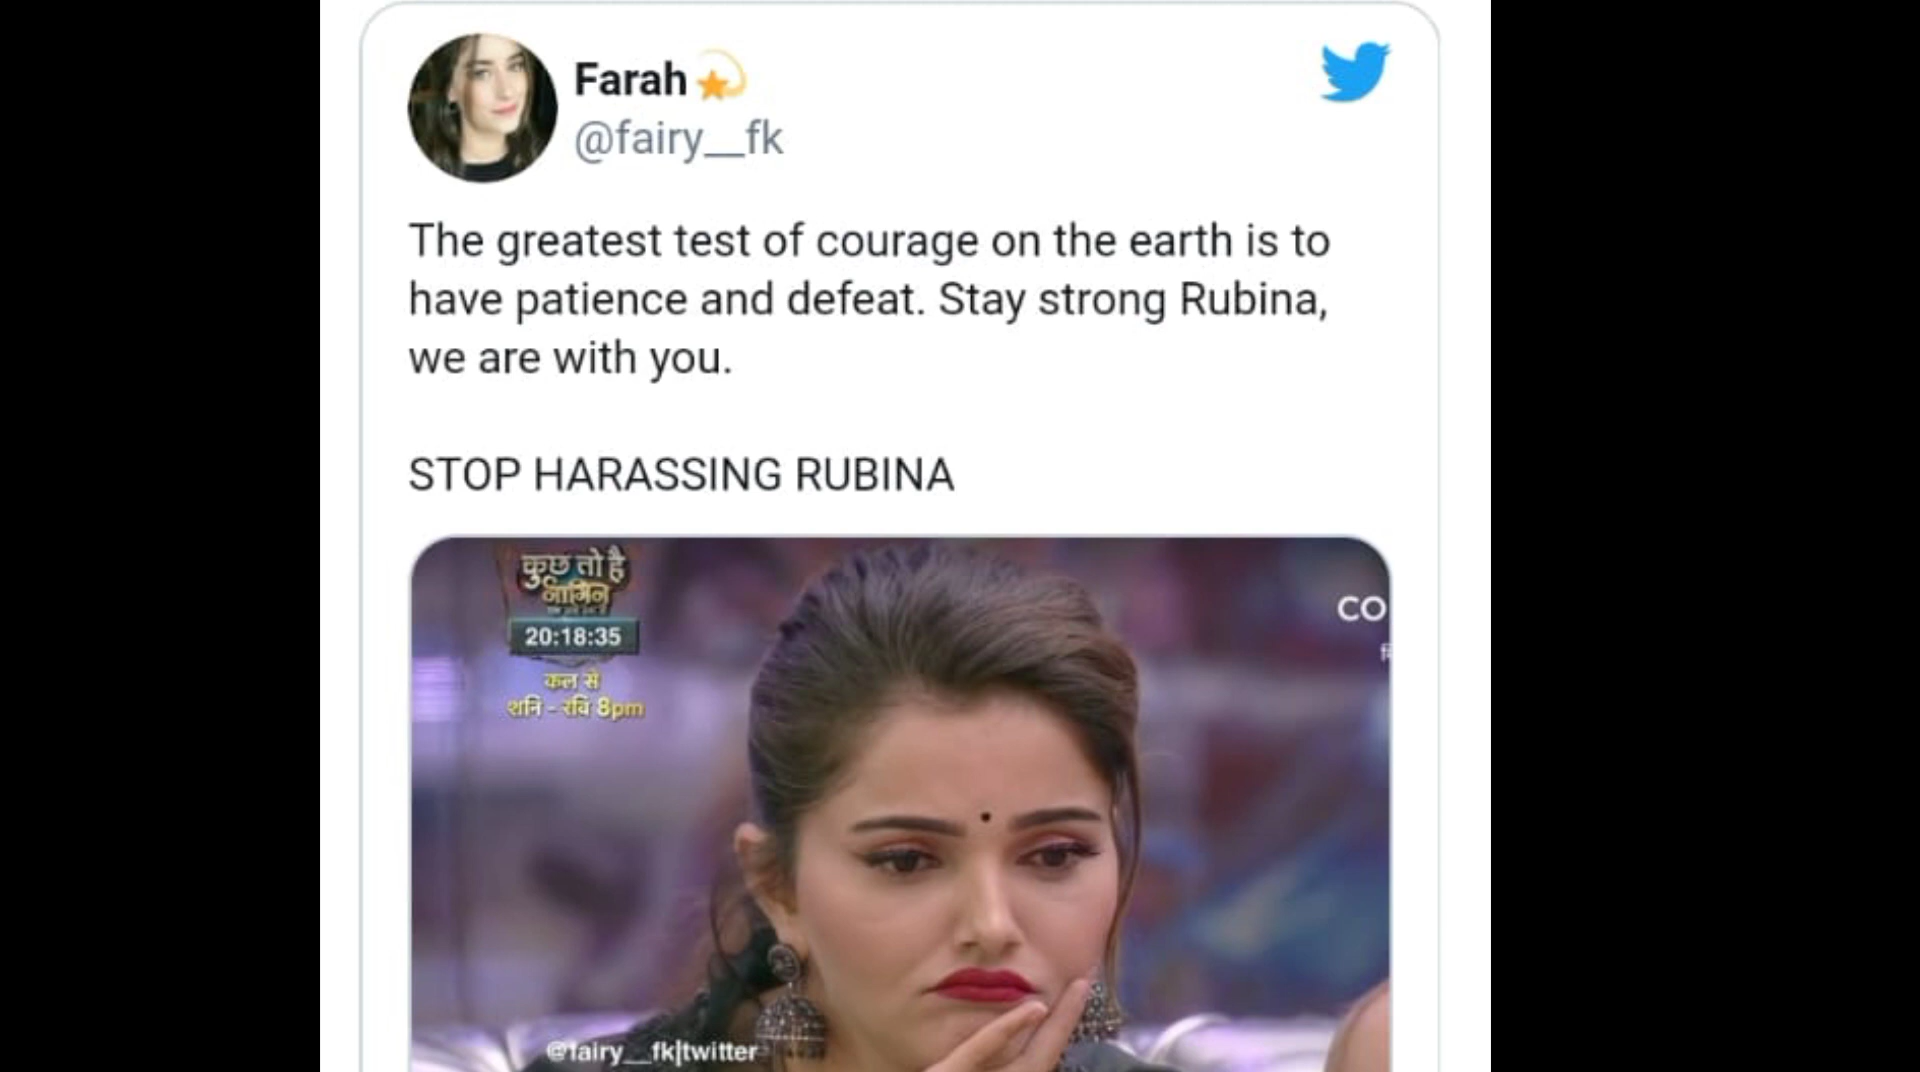 Farah
@fairy__fk
The greatest test of courage on the earth is to
have patience and defeat. Stay strong Rubina,
we are with you.
STOP HARASSING RUBINA
कुछ तो है
नागिन
20:18:35
कल से
शनि - रवि 8pm
CO
@fairy__fk|twitter